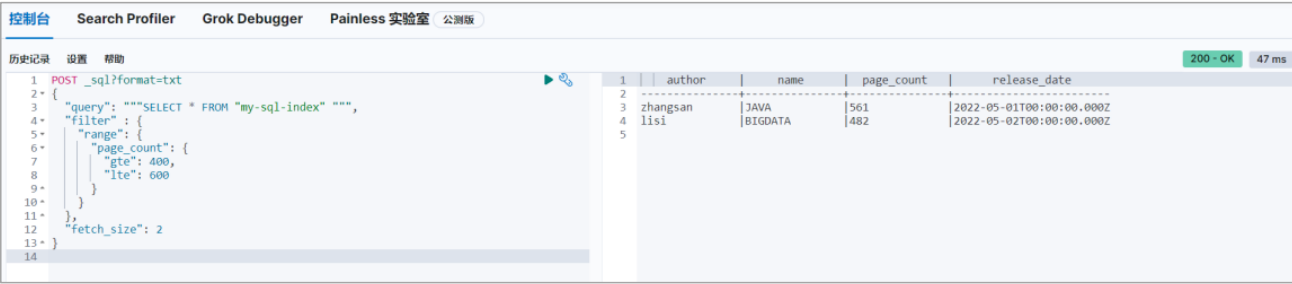 控制台 Search Profiler Grok Debugger Painless 实验室 公测版
历史记录 设置 帮助 200 - OK 47 ms
1 POST _sql?format=txt
2 {
3 "query": """SELECT * FROM "my-sql-index" """,
4 "filter" : {
5 "range": {
6 "page_count": {
7 "gte": 400,
8 "lte": 600
9 }
10 }
11 },
12 "fetch_size": 2
13 }
14
1 author | name | page_count | release_date
2 ---------------+---------------+---------------+------------------------
3 zhangsan |JAVA |561 |2022-05-01T00:00:00.000Z
4 lisi |BIGDATA |482 |2022-05-02T00:00:00.000Z
5